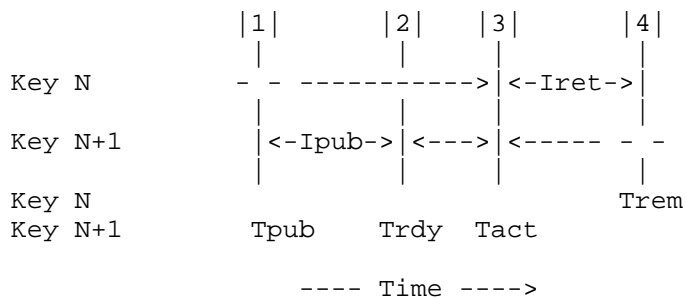 |1| |2| |3| |4|
| | | |
Key N - - ----------->|<-Iret->|
| | | |
Key N+1 |<-Ipub->|<--->|<----- - -
| | | |
Key N Trem
Key N+1 Tpub Trdy Tact
---- Time ---->